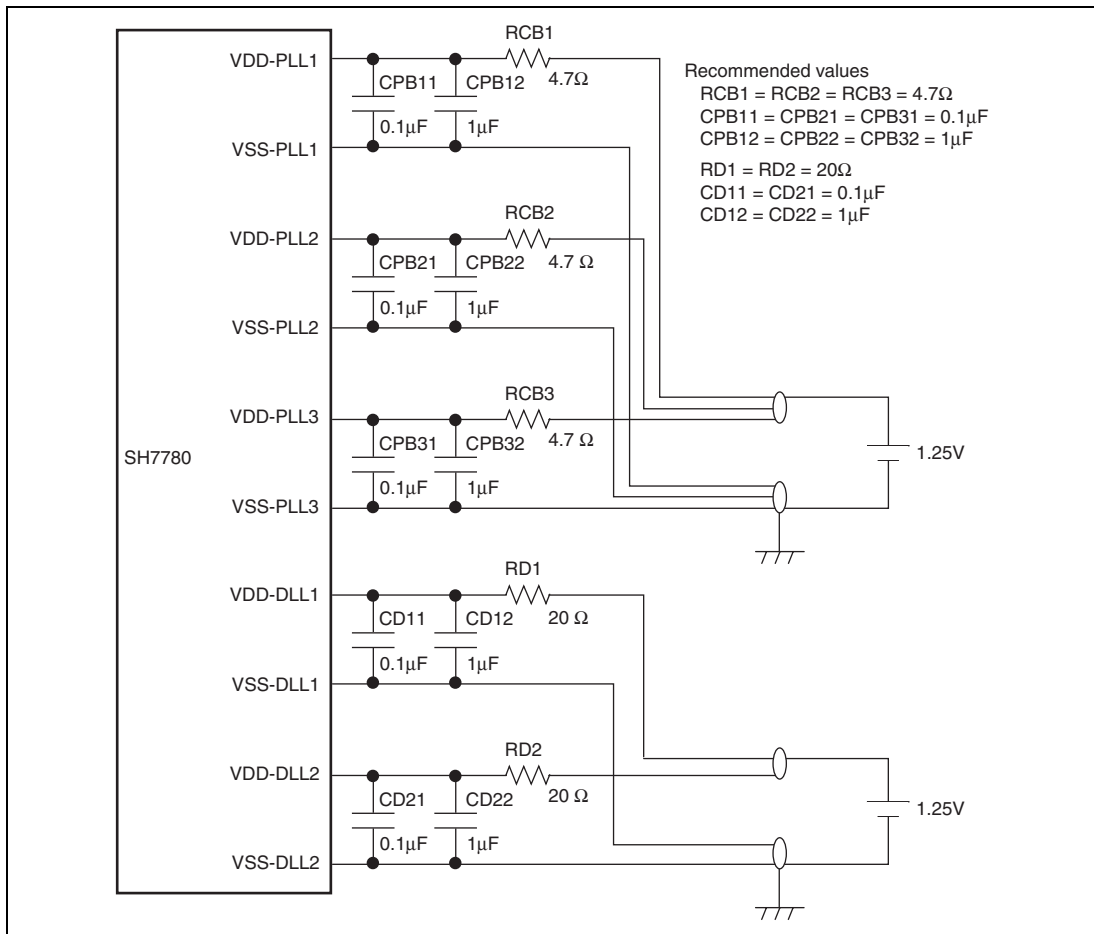 RCB1
VDD-PLL1
CPB11 CPB12 4.7Ω
0.1µF 1µF
VSS-PLL1
Recommended values
RCB1 = RCB2 = RCB3 = 4.7Ω
CPB11 = CPB21 = CPB31 = 0.1µF
CPB12 = CPB22 = CPB32 = 1µF
RD1 = RD2 = 20Ω
CD11 = CD21 = 0.1µF
CD12 = CD22 = 1µF
RCB2
VDD-PLL2
CPB21 CPB22 4.7 Ω
0.1µF 1µF
VSS-PLL2
RCB3
VDD-PLL3
CPB31 CPB32 4.7 Ω
SH7780
1.25V
0.1µF 1µF
VSS-PLL3
RD1
VDD-DLL1
CD11 CD12 20 Ω
0.1µF 1µF
VSS-DLL1
RD2
VDD-DLL2
CD21 CD22 20 Ω
1.25V
0.1µF 1µF
VSS-DLL2